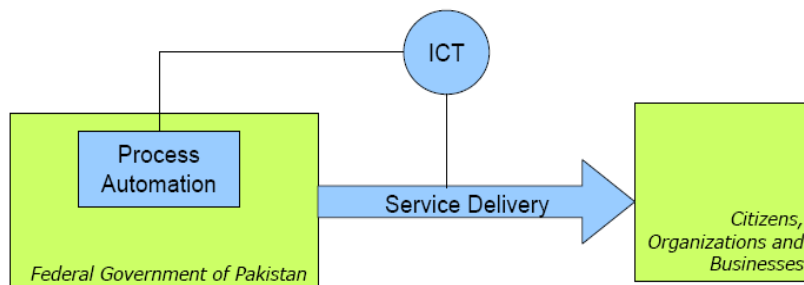 ICT
Process
Automation
Service Delivery
Federal Government of Pakistan
Citizens,
Organizations and
Businesses